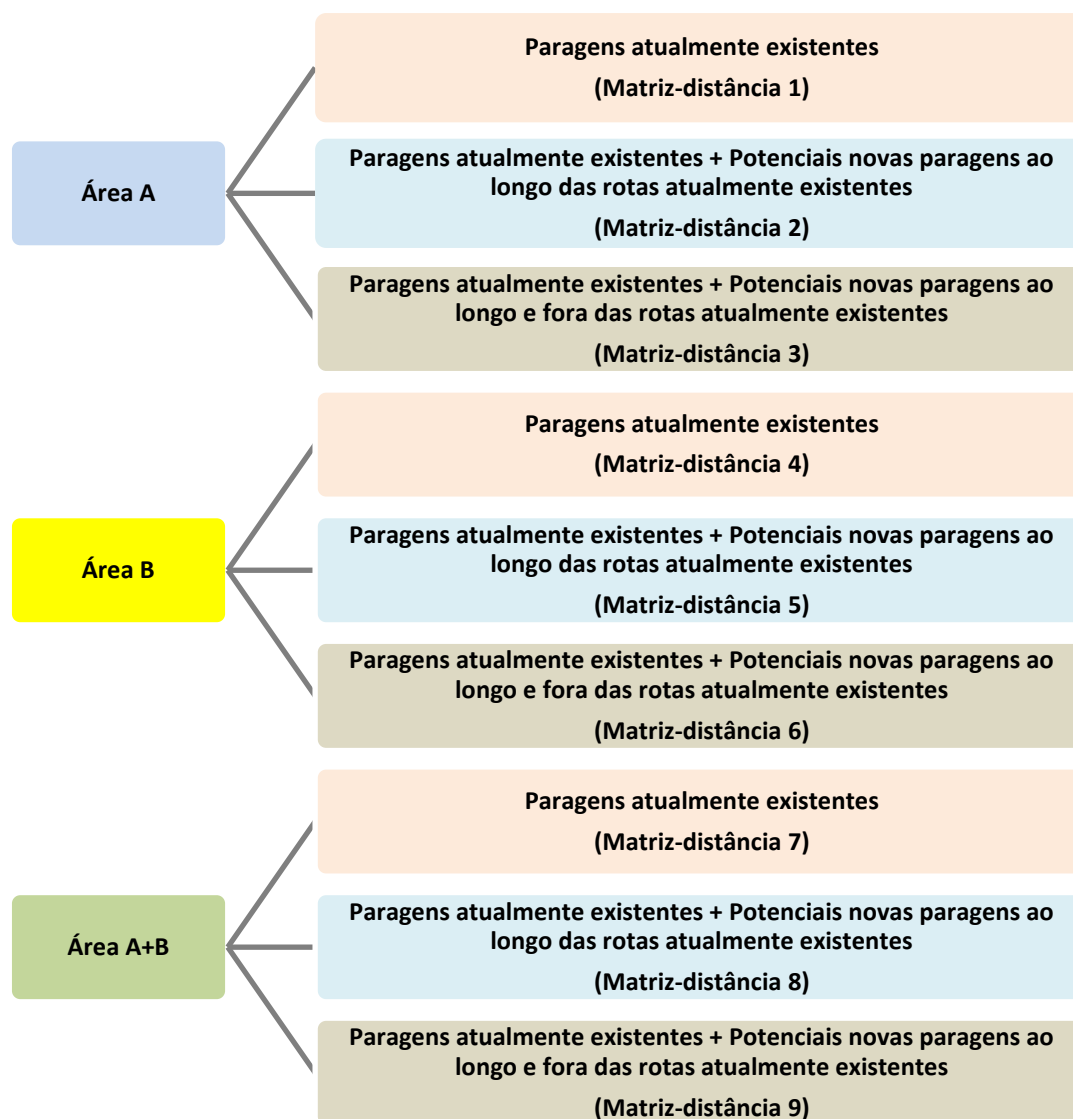 Área A
Paragens atualmente existentes
(Matriz-distância 1)
Paragens atualmente existentes + Potenciais novas paragens ao
longo das rotas atualmente existentes
(Matriz-distância 2)
Paragens atualmente existentes + Potenciais novas paragens ao
longo e fora das rotas atualmente existentes
(Matriz-distância 3)
Área B
Paragens atualmente existentes
(Matriz-distância 4)
Paragens atualmente existentes + Potenciais novas paragens ao
longo das rotas atualmente existentes
(Matriz-distância 5)
Paragens atualmente existentes + Potenciais novas paragens ao
longo e fora das rotas atualmente existentes
(Matriz-distância 6)
Área A+B
Paragens atualmente existentes
(Matriz-distância 7)
Paragens atualmente existentes + Potenciais novas paragens ao
longo das rotas atualmente existentes
(Matriz-distância 8)
Paragens atualmente existentes + Potenciais novas paragens ao
longo e fora das rotas atualmente existentes
(Matriz-distância 9)